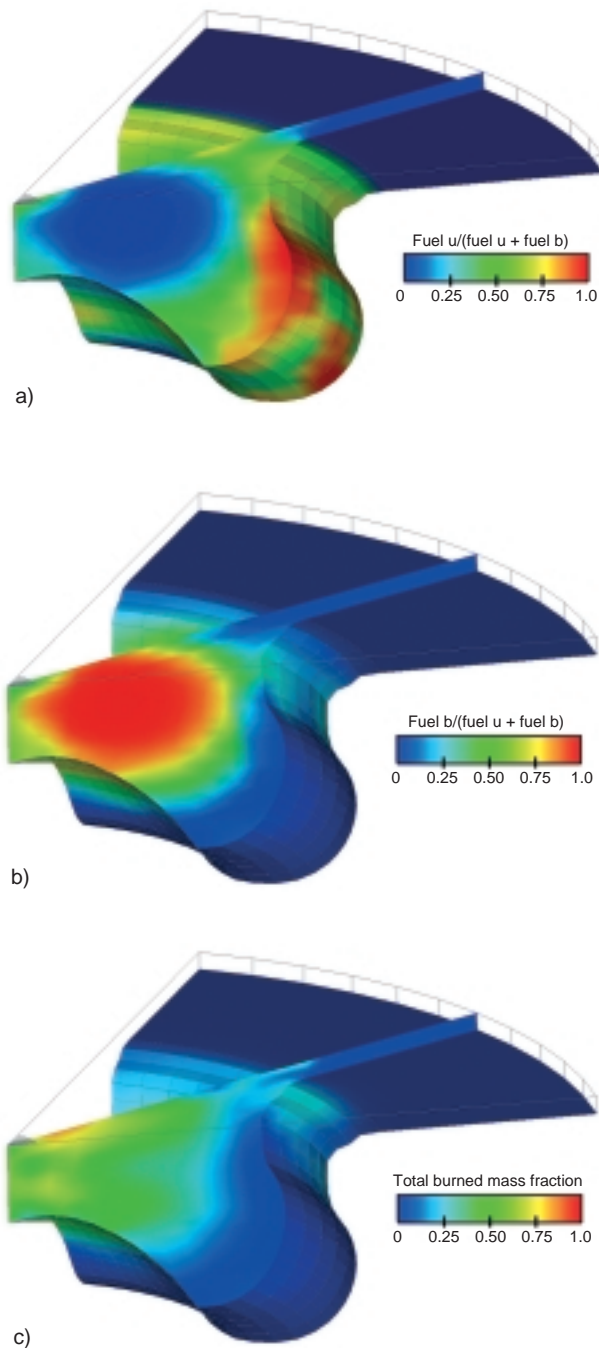 Fuel u/(fuel u + fuel b)
0 0.25 0.50 0.75 1.0
a)
Fuel b/(fuel u + fuel b)
0 0.25 0.50 0.75 1.0
b)
Total burned mass fraction
0 0.25 0.50 0.75 1.0
c)